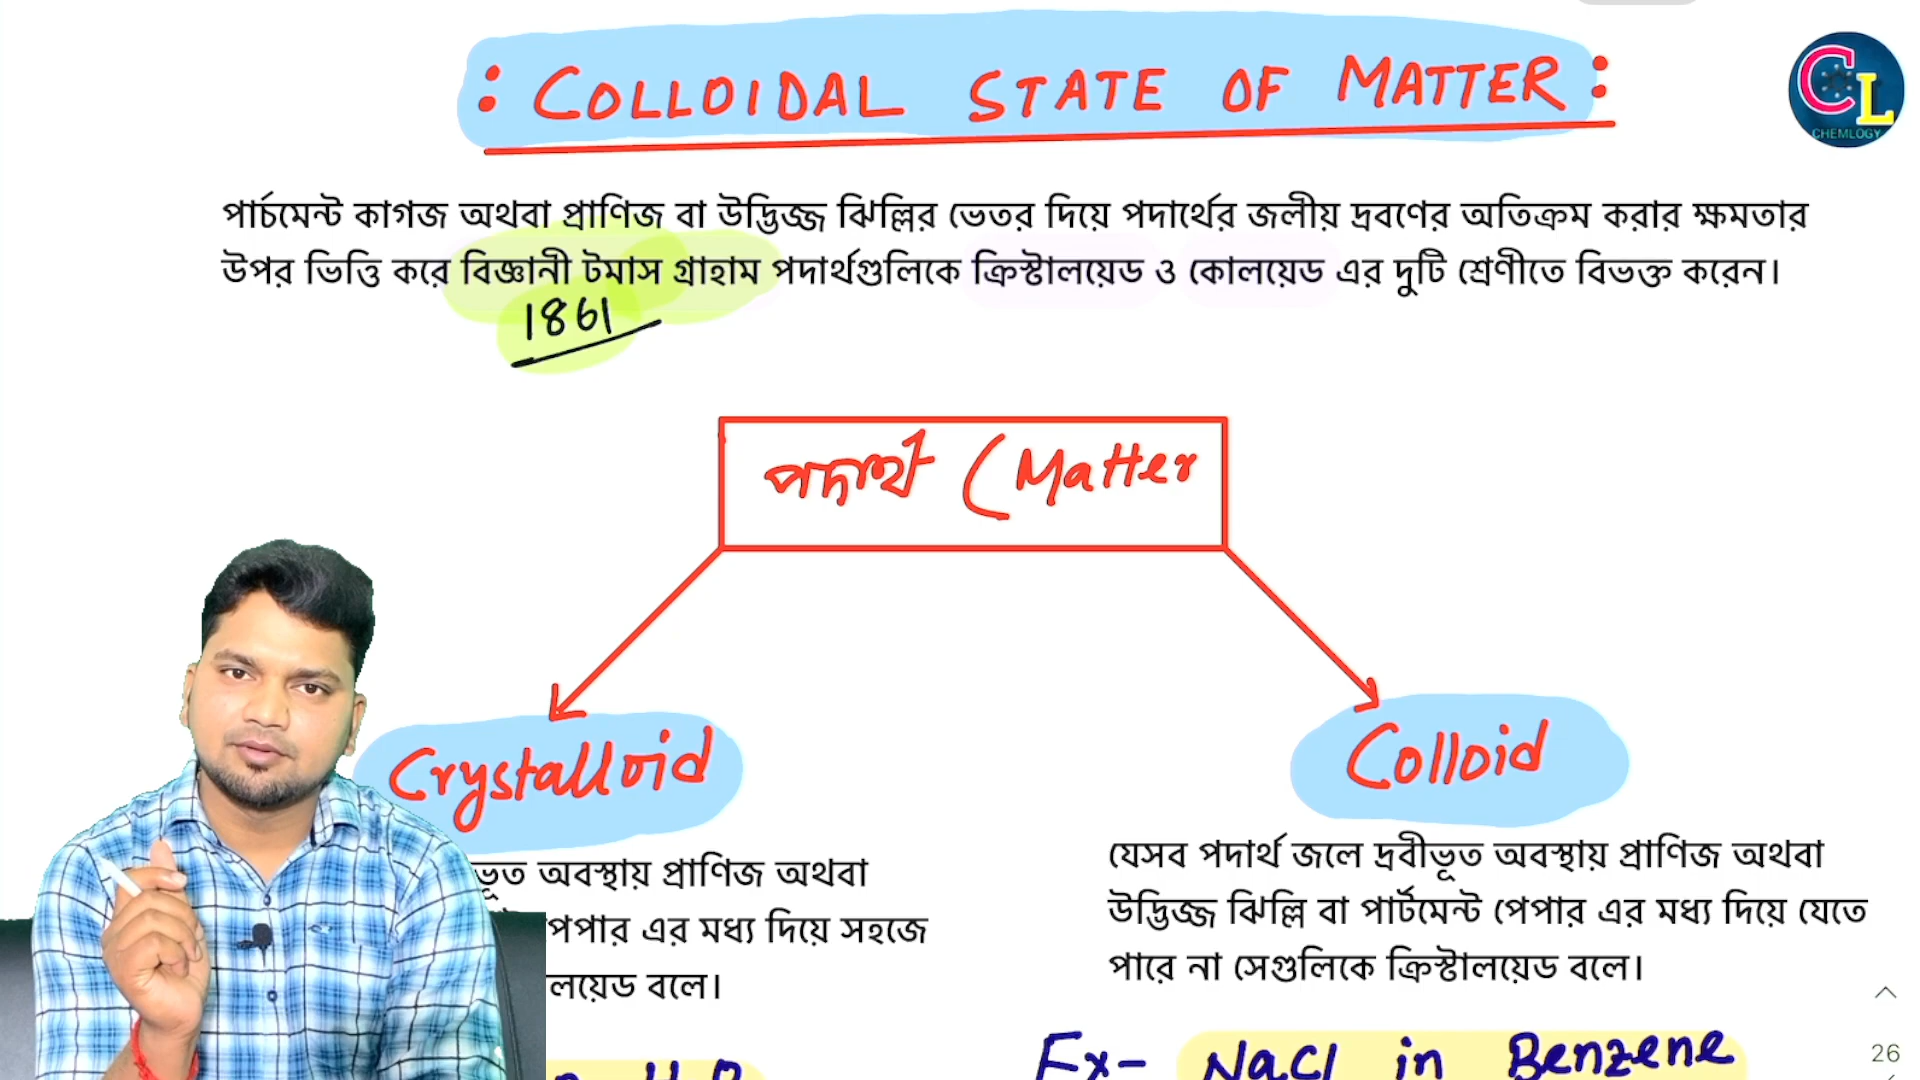 : COLLOIDAL STATE OF MATTER :
CL
CHEMLOGY
পার্চমেন্ট কাগজ অথবা প্রাণিজ বা উদ্ভিজ্জ ঝিল্লির ভেতর দিয়ে পদার্থের জলীয় দ্রবণের অতিক্রম করার ক্ষমতার
উপর ভিত্তি করে বিজ্ঞানী টমাস গ্রাহাম পদার্থগুলিকে ক্রিস্টালয়েড ও কোলয়েড এর দুটি শ্রেণীতে বিভক্ত করেন।
1861
পদার্থ (Matter
Crystalloid
ভূত অবস্থায় প্রাণিজ অথবা
পেপার এর মধ্য দিয়ে সহজে
লয়েড বলে।
Colloid
যেসব পদার্থ জলে দ্রবীভূত অবস্থায় প্রাণিজ অথবা
উদ্ভিজ্জ ঝিল্লি বা পার্টমেন্ট পেপার এর মধ্য দিয়ে যেতে
পারে না সেগুলিকে ক্রিস্টালয়েড বলে।
Ex- NaCl in Benzene
26